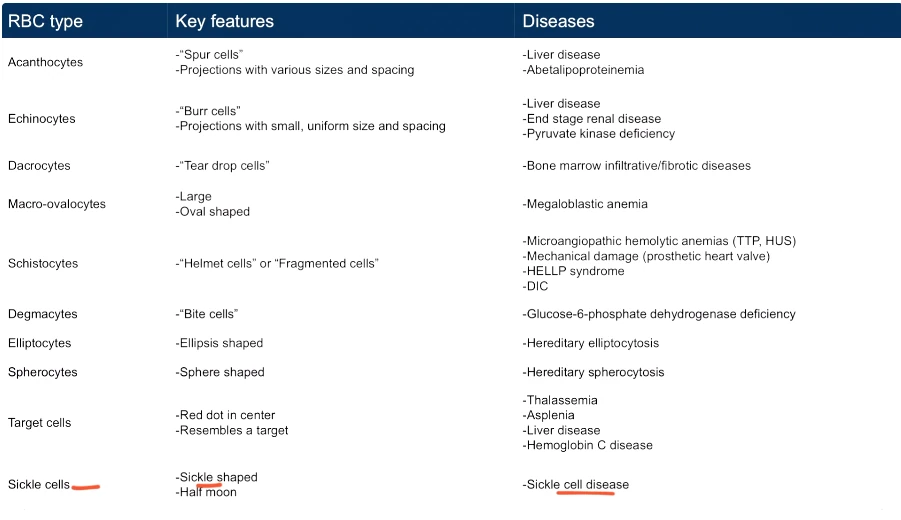 RBC type Key features Diseases
Acanthocytes
-“Spur cells”
-Projections with various sizes and spacing
-Liver disease
-Abetalipoproteinemia
Echinocytes
-“Burr cells”
-Projections with small, uniform size and spacing
-Liver disease
-End stage renal disease
-Pyruvate kinase deficiency
Dacrocytes
-“Tear drop cells”
-Bone marrow infiltrative/fibrotic diseases
Macro-ovalocytes
-Large
-Oval shaped
-Megaloblastic anemia
Schistocytes
-“Helmet cells” or “Fragmented cells”
-Microangiopathic hemolytic anemias (TTP, HUS)
-Mechanical damage (prosthetic heart valve)
-HELLP syndrome
-DIC
Degmacytes
-“Bite cells”
-Glucose-6-phosphate dehydrogenase deficiency
Elliptocytes
-Ellipsis shaped
-Hereditary elliptocytosis
Spherocytes
-Sphere shaped
-Hereditary spherocytosis
Target cells
-Red dot in center
-Resembles a target
-Thalassemia
-Asplenia
-Liver disease
-Hemoglobin C disease
Sickle cells
-Sickle shaped
-Half moon
-Sickle cell disease